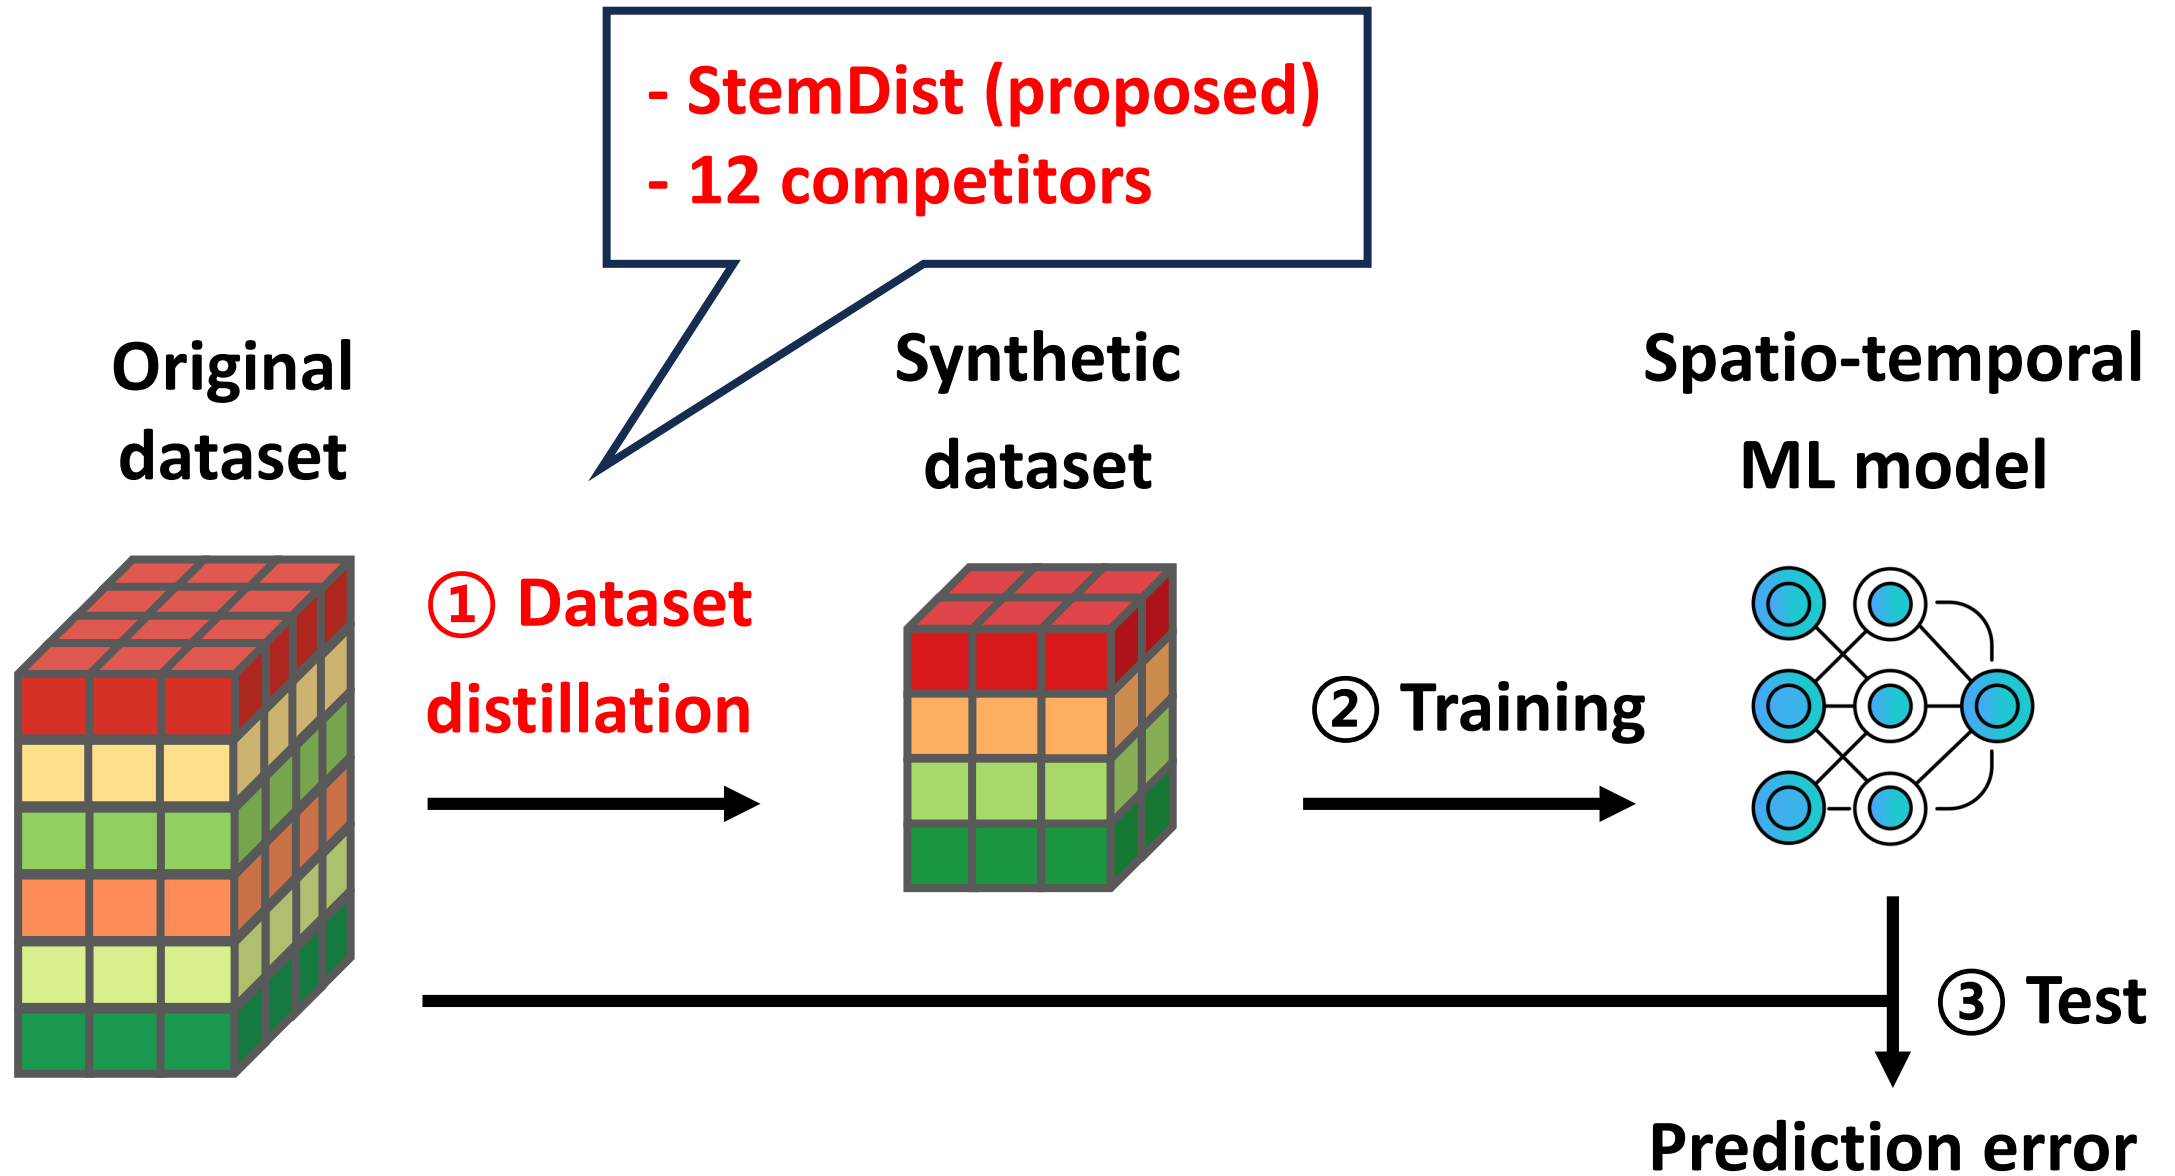 - StemDist (proposed)
- 12 competitors
Original
dataset
Synthetic
dataset
Spatio-temporal
ML model
① Dataset
distillation
② Training
③ Test
Prediction error